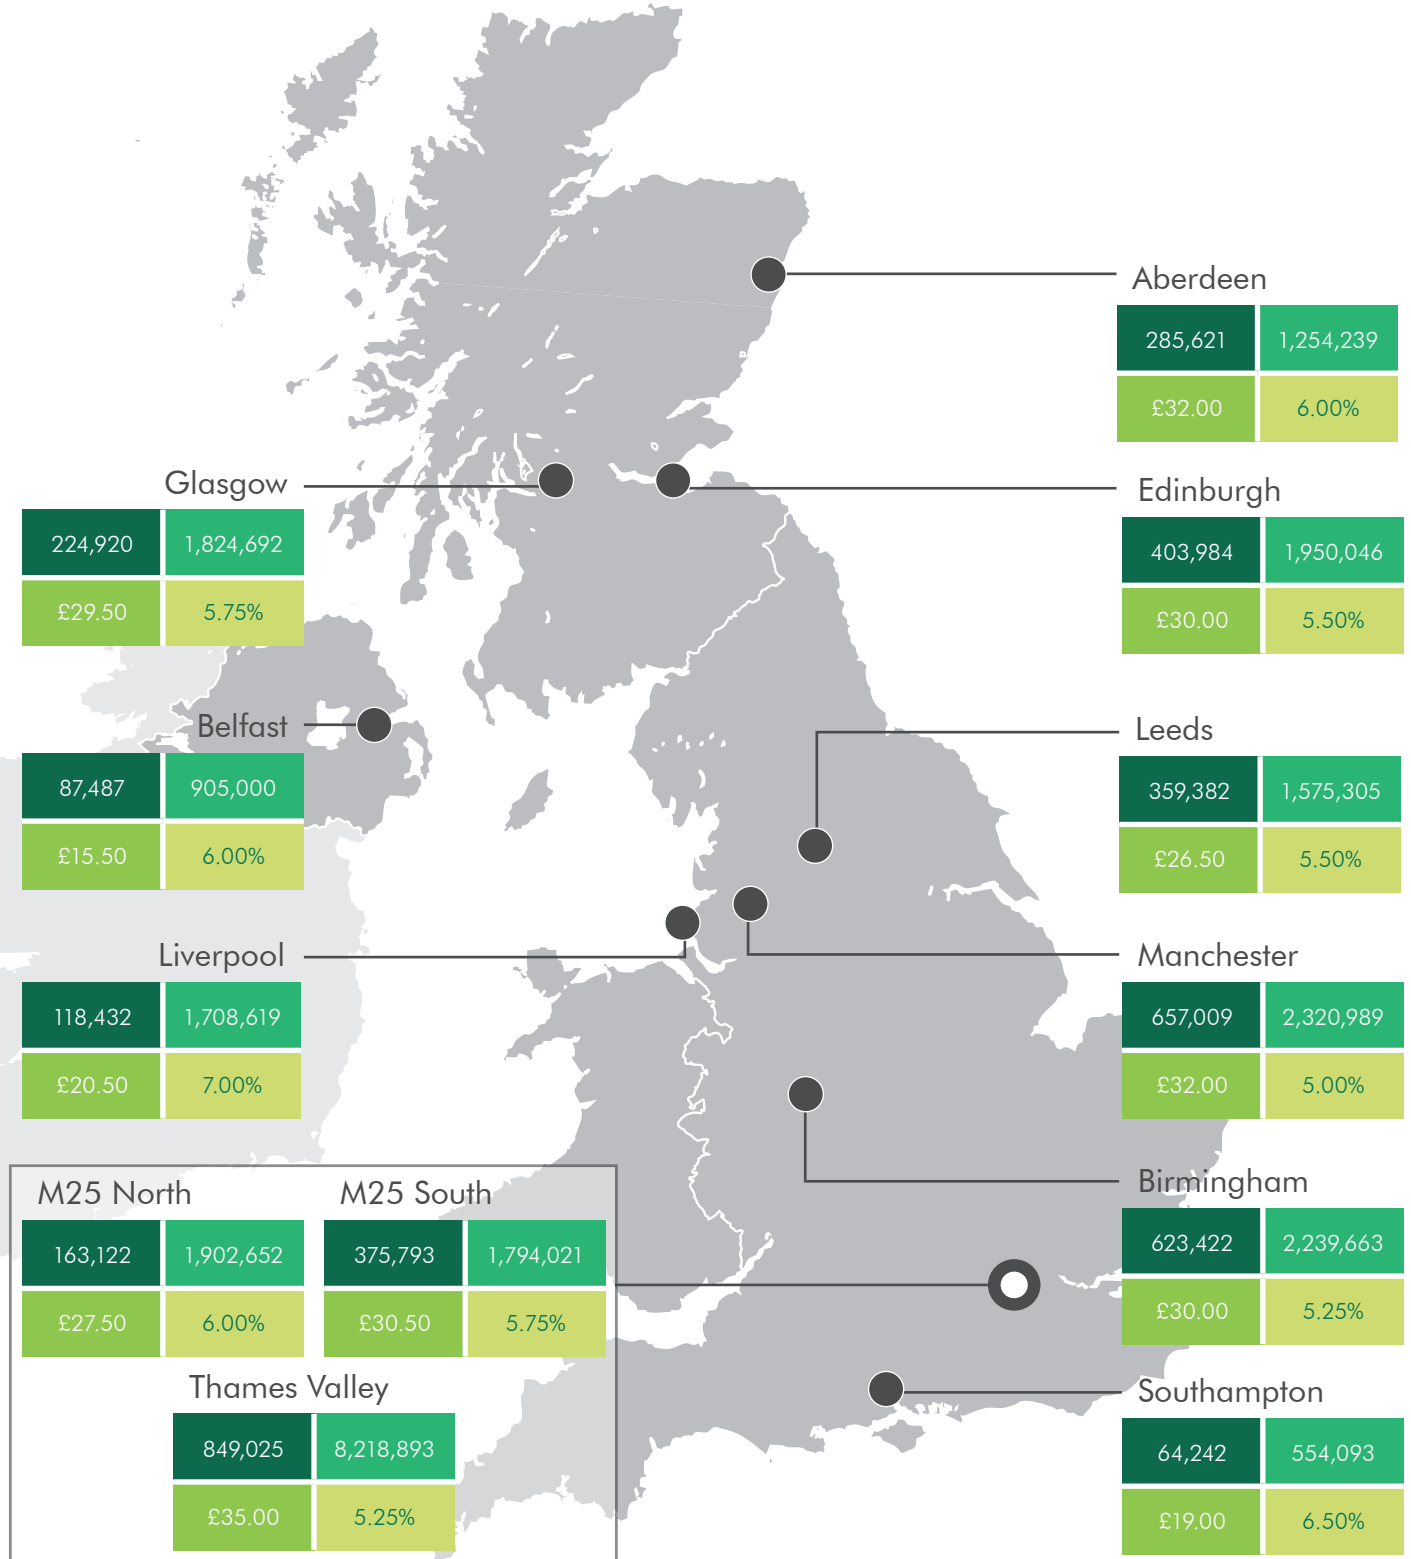 Aberdeen
285,621 1,254,239
£32.00 6.00%
Glasgow
224,920 1,824,692
£29.50 5.75%
Edinburgh
403,984 1,950,046
£30.00 5.50%
Belfast
87,487 905,000
£15.50 6.00%
Leeds
359,382 1,575,305
£26.50 5.50%
Liverpool
118,432 1,708,619
£20.50 7.00%
Manchester
657,009 2,320,989
£32.00 5.00%
M25 North
163,122 1,902,652
£27.50 6.00%
M25 South
375,793 1,794,021
£30.50 5.75%
Birmingham
623,422 2,239,663
£30.00 5.25%
Thames Valley
849,025 8,218,893
£35.00 5.25%
Southampton
64,242 554,093
£19.00 6.50%